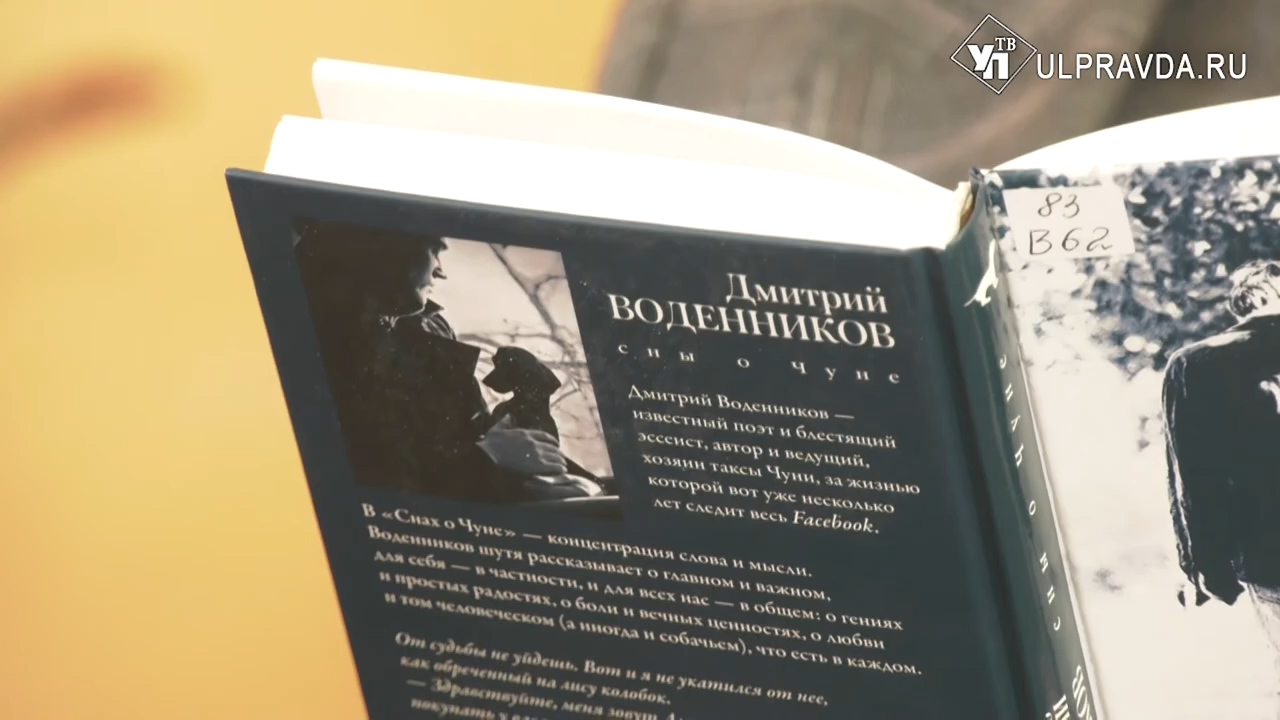 УП ТВ
ULPRAVDA.RU
83
В62
Дмитрий
ВОДЕННИКОВ
сны о Чуне
Дмитрий Воденников —
известный поэт и блестящий
эссеист, автор и ведущий,
хозяин таксы Чуни, за жизнью
которой вот уже несколько
лет следит весь Facebook.
В «Снах о Чуне» — концентрация слова и мысли.
Воденников шутя рассказывает о главном и важном,
для себя — в частности, и для всех нас — в общем: о гениях
и простых радостях, о боли и вечных ценностях, о любви
и том человеческом (а иногда и собачьем), что есть в каждом.
От судьбы не уйдешь. Вот и я не укатился от нее,
как обреченный на лису колобок.
— Здравствуйте, меня зовут
покупать у
сны о Чуне